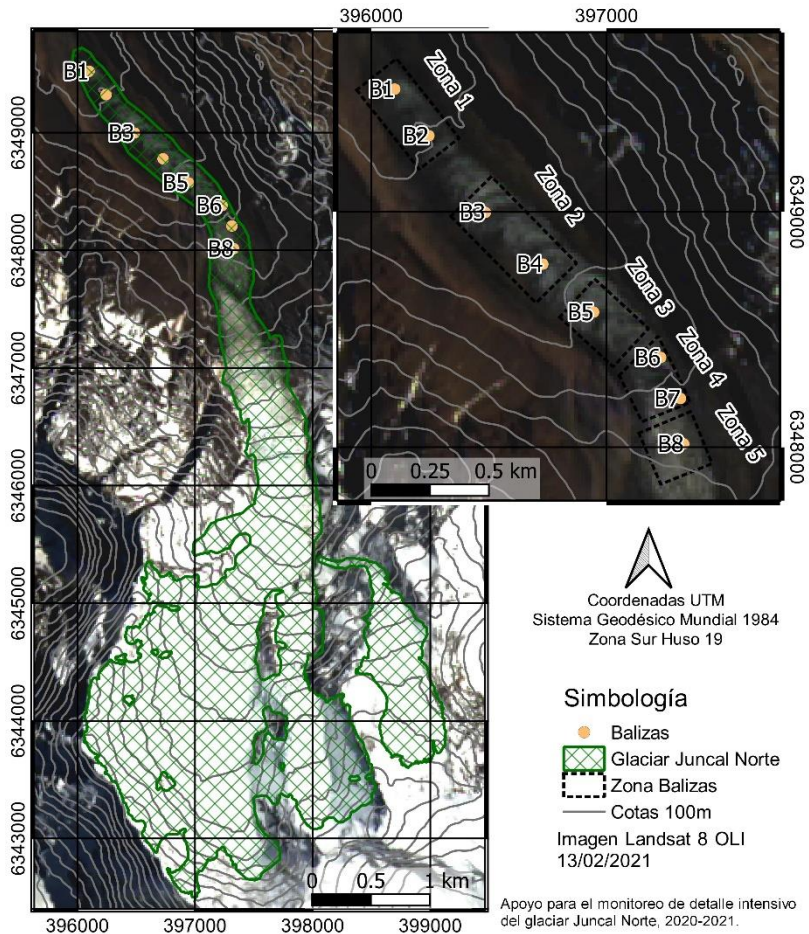 396000
397000
B1
B3
B5
B6
B8
B1
Zona 1
B2
Zona 2
B3
B4
Zona 3
B5
Zona 4
B6
B7
Zona 5
B8
6349000
6348000
0 0.25 0.5 km
6349000
6348000
6347000
6346000
6345000
6344000
6343000
0 0.5 1 km
396000
397000
398000
399000
Coordenadas UTM
Sistema Geodésico Mundial 1984
Zona Sur Huso 19
Simbología
Balizas
Glaciar Juncal Norte
Zona Balizas
Cotas 100m
Imagen Landsat 8 OLI
13/02/2021
Apoyo para el monitoreo de detalle intensivo
del glaciar Juncal Norte, 2020-2021.